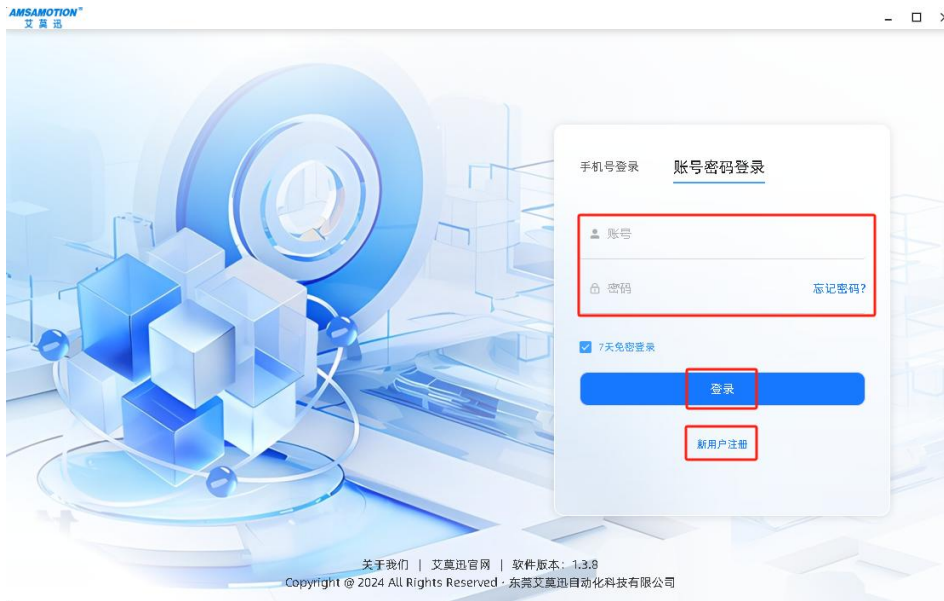 AMSAMOTION
艾莫迅
手机号登录 账号密码登录
账号
密码 忘记密码?
7天免密登录
登录
新用户注册
关于我们 | 艾莫迅官网 | 软件版本: 1.3.8
Copyright @ 2024 All Rights Reserved · 东莞艾莫迅自动化科技有限公司